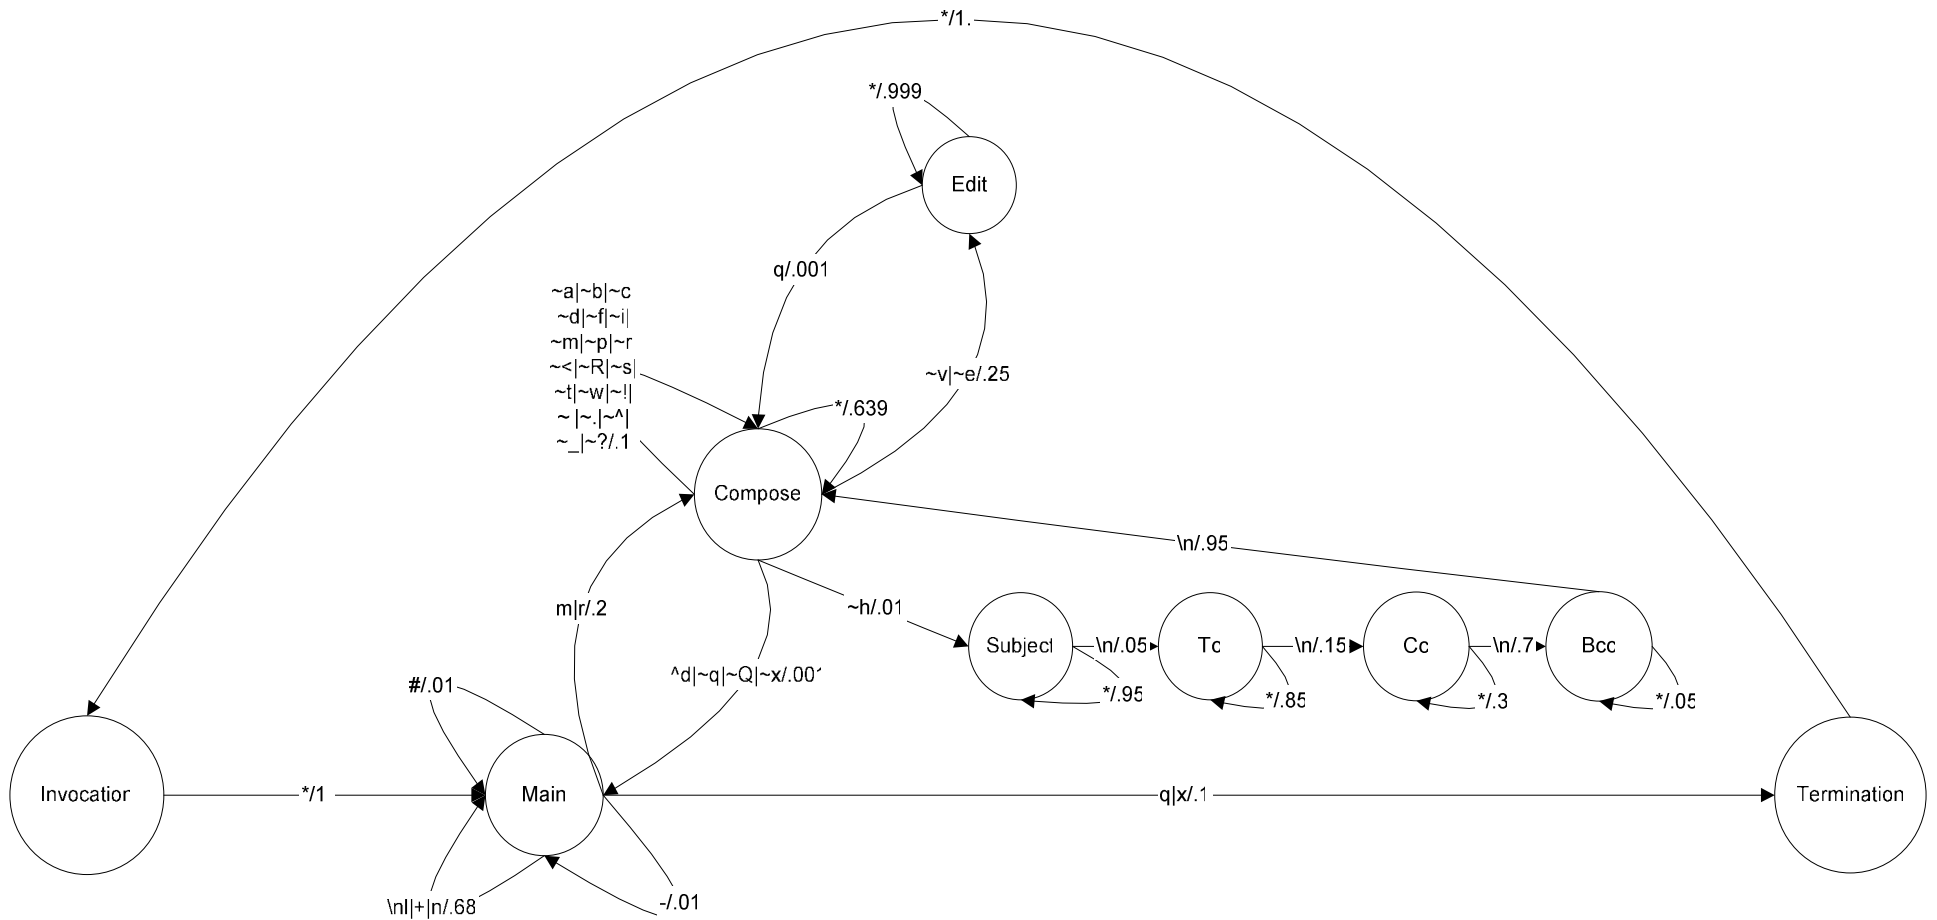 */1.
*/.999
Edit
q/.001
~a|~b|~c
~d|~f|~i|
~m|~p|~r
~<|~R|~s|
~t|~w|~!|
~ |~.|~^|
~_|~?/.1
~v|~e/.25
*/.639
Compose
\n/.95
m|r/.2
~h/.01
^d|~q|~Q|~x/.001
Subject
\n/.05
To
\n/.15
Cc
\n/.7
Bcc
*/.95
*/.85
*/.3
*/.05
#/.01
Invocation
*/1
Main
q|x/.1
Termination
\nl|+|n/.68
-/.01